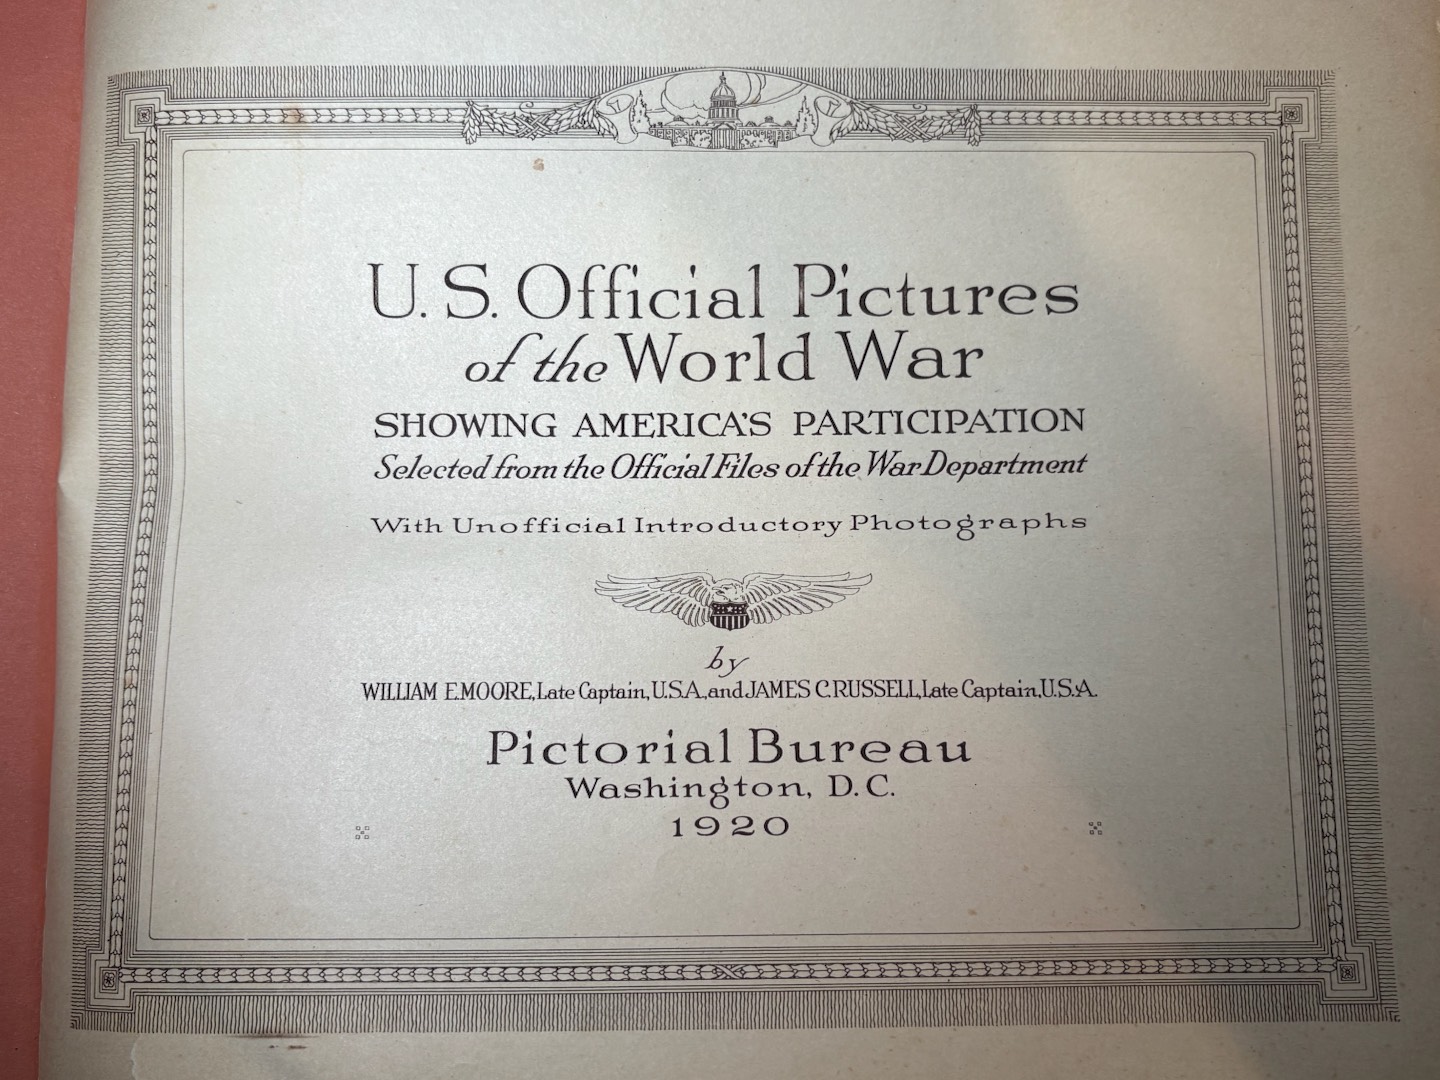 U. S. Official Pictures
of the World War
SHOWING AMERICA'S PARTICIPATION
Selected from the Official Files of the War Department
With Unofficial Introductory Photographs
by
WILLIAM E. MOORE, Late Captain, U.S.A., and JAMES C. RUSSELL, Late Captain, U.S.A.
Pictorial Bureau
Washington, D. C.
1920